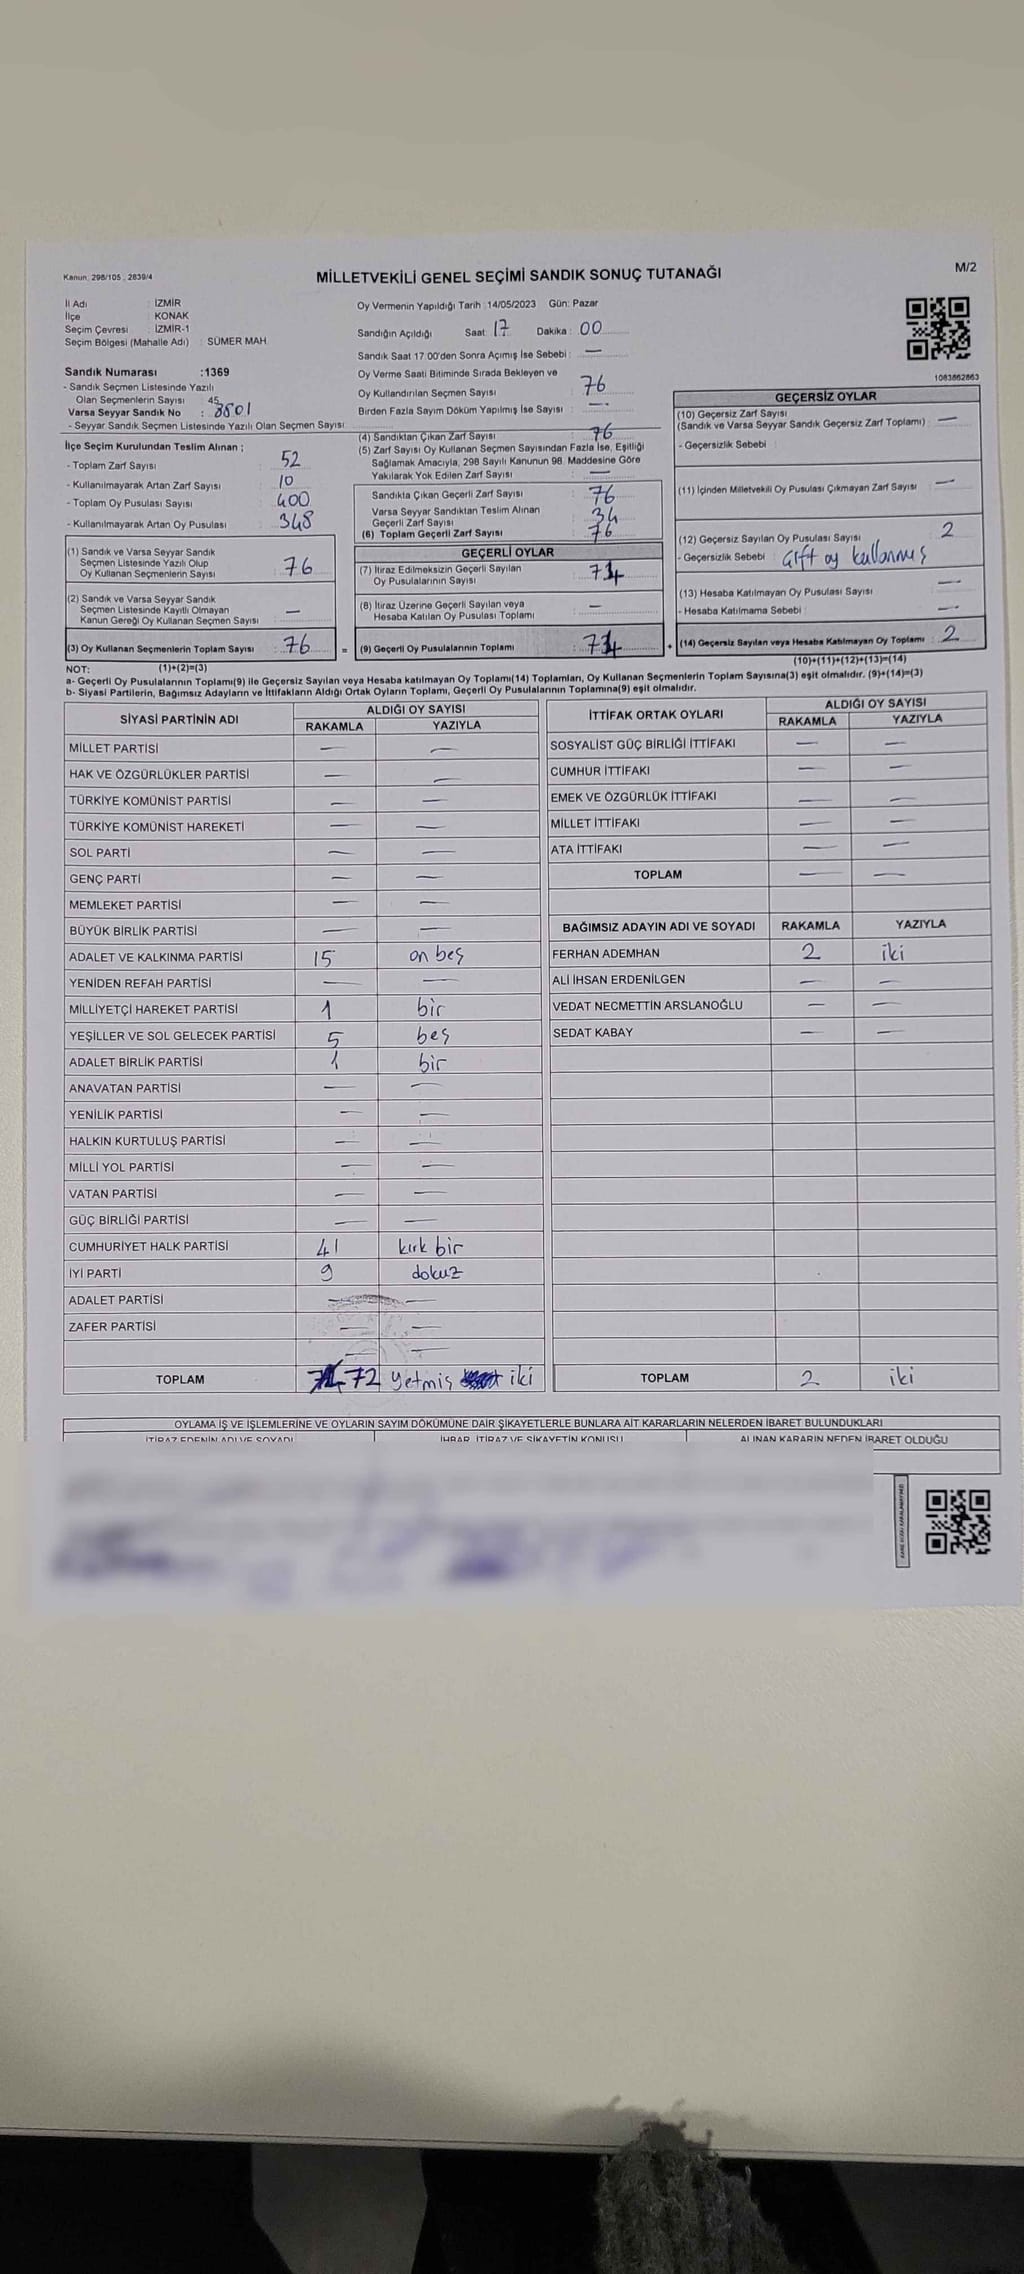 Kanun: 298/105 , 2839/4
MİLLETVEKİLİ GENEL SEÇİMİ SANDIK SONUÇ TUTANAĞI
M/2
İl Adı : İZMİR
İlçe : KONAK
Seçim Çevresi : İZMİR-1
Seçim Bölgesi (Mahalle Adı) : SÜMER MAH.
Oy Vermenin Yapıldığı Tarih :14/05/2023 Gün: Pazar
Sandığın Açıldığı Saat: 17 Dakika : 00
Sandık Saat 17.00'den Sonra Açımış İse Sebebi : —
Oy Verme Saati Bitiminde Sırada Bekleyen ve
Oy Kullandırılan Seçmen Sayısı : 76
Birden Fazla Sayım Döküm Yapılmış İse Sayısı : —
1083862863
Sandık Numarası :1369
- Sandık Seçmen Listesinde Yazılı
Olan Seçmenlerin Sayısı : 45
Varsa Seyyar Sandık No : 8801
- Seyyar Sandık Seçmen Listesinde Yazılı Olan Seçmen Sayısı
İlçe Seçim Kurulundan Teslim Alınan ;
- Toplam Zarf Sayısı : 52
- Kullanılmayarak Artan Zarf Sayısı : 10
- Toplam Oy Pusulası Sayısı : 400
- Kullanılmayarak Artan Oy Pusulası : 348
(4) Sandıktan Çıkan Zarf Sayısı : 76
(5) Zarf Sayısı Oy Kullanan Seçmen Sayısından Fazla İse, Eşitliği
Sağlamak Amacıyla, 298 Sayılı Kanunun 98. Maddesine Göre
Yakılarak Yok Edilen Zarf Sayısı : —
Sandıkta Çıkan Geçerli Zarf Sayısı : 76
Varsa Seyyar Sandıktan Teslim Alınan
Geçerli Zarf Sayısı : 34
(6) Toplam Geçerli Zarf Sayısı : 76
GEÇERSİZ OYLAR
(10) Geçersiz Zarf Sayısı
(Sandık ve Varsa Seyyar Sandık Geçersiz Zarf Toplamı) : —
- Geçersizlik Sebebi :
(11) İçinden Milletvekili Oy Pusulası Çıkmayan Zarf Sayısı : —
(12) Geçersiz Sayılan Oy Pusulası Sayısı : 2
- Geçersizlik Sebebi : Çift oy kullanmış
(13) Hesaba Katılmayan Oy Pusulası Sayısı : —
- Hesaba Katılmama Sebebi : —
(14) Geçersiz Sayılan veya Hesaba Katılmayan Oy Toplamı : 2
(1) Sandık ve Varsa Seyyar Sandık
Seçmen Listesinde Yazılı Olup
Oy Kullanan Seçmenlerin Sayısı : 76
(2) Sandık ve Varsa Seyyar Sandık
Seçmen Listesinde Kayıtlı Olmayan
Kanun Gereği Oy Kullanan Seçmen Sayısı : —
(3) Oy Kullanan Seçmenlerin Toplam Sayısı : 76 =
GEÇERLİ OYLAR
(7) İtiraz Edilmeksizin Geçerli Sayılan
Oy Pusulalarının Sayısı : 74
(8) İtiraz Üzerine Geçerli Sayılan veya
Hesaba Katılan Oy Pusulası Toplamı : —
(9) Geçerli Oy Pusulalarının Toplamı : 74 +
NOT: (1)+(2)=(3)
(10)+(11)+(12)+(13)=(14)
a- Geçerli Oy Pusulalarının Toplamı(9) ile Geçersiz Sayılan veya Hesaba katılmayan Oy Toplamı(14) Toplamları, Oy Kullanan Seçmenlerin Toplam Sayısına(3) eşit olmalıdır. (9)+(14)=(3)
b- Siyasi Partilerin, Bağımsız Adayların ve İttifakların Aldığı Ortak Oyların Toplamı, Geçerli Oy Pusulalarının Toplamına(9) eşit olmalıdır.
SİYASİ PARTİNİN ADI
ALDIĞI OY SAYISI
RAKAMLA YAZIYLA
MİLLET PARTİSİ — —
HAK VE ÖZGÜRLÜKLER PARTİSİ — —
TÜRKİYE KOMÜNİST PARTİSİ — —
TÜRKİYE KOMÜNİST HAREKETİ — —
SOL PARTİ — —
GENÇ PARTİ — —
MEMLEKET PARTİSİ — —
BÜYÜK BİRLİK PARTİSİ — —
ADALET VE KALKINMA PARTİSİ 15 on beş
YENİDEN REFAH PARTİSİ — —
MİLLİYETÇİ HAREKET PARTİSİ 1 bir
YEŞİLLER VE SOL GELECEK PARTİSİ 5 beş
ADALET BİRLİK PARTİSİ 1 bir
ANAVATAN PARTİSİ — —
YENİLİK PARTİSİ — —
HALKIN KURTULUŞ PARTİSİ — —
MİLLİ YOL PARTİSİ — —
VATAN PARTİSİ — —
GÜÇ BİRLİĞİ PARTİSİ — —
CUMHURİYET HALK PARTİSİ 41 kırk bir
İYİ PARTİ 9 dokuz
ADALET PARTİSİ — —
ZAFER PARTİSİ — —
— —
TOPLAM 72 yetmiş iki
İTTİFAK ORTAK OYLARI
ALDIĞI OY SAYISI
RAKAMLA YAZIYLA
SOSYALİST GÜÇ BİRLİĞİ İTTİFAKI — —
CUMHUR İTTİFAKI — —
EMEK VE ÖZGÜRLÜK İTTİFAKI — —
MİLLET İTTİFAKI — —
ATA İTTİFAKI — —
TOPLAM — —
BAĞIMSIZ ADAYIN ADI VE SOYADI RAKAMLA YAZIYLA
FERHAN ADEMHAN 2 iki
ALİ İHSAN ERDENİLGEN — —
VEDAT NECMETTİN ARSLANOĞLU — —
SEDAT KABAY — —
TOPLAM 2 iki
OYLAMA İŞ VE İŞLEMLERİNE VE OYLARIN SAYIM DÖKÜMÜNE DAİR ŞİKAYETLERLE BUNLARA AİT KARARLARIN NELERDEN İBARET BULUNDUKLARI
İTİRAZ EDENİN ADI VE SOYADI İHBAR, İTİRAZ VE ŞİKAYETİN KONUSU ALINAN KARARIN NEDEN İBARET OLDUĞU